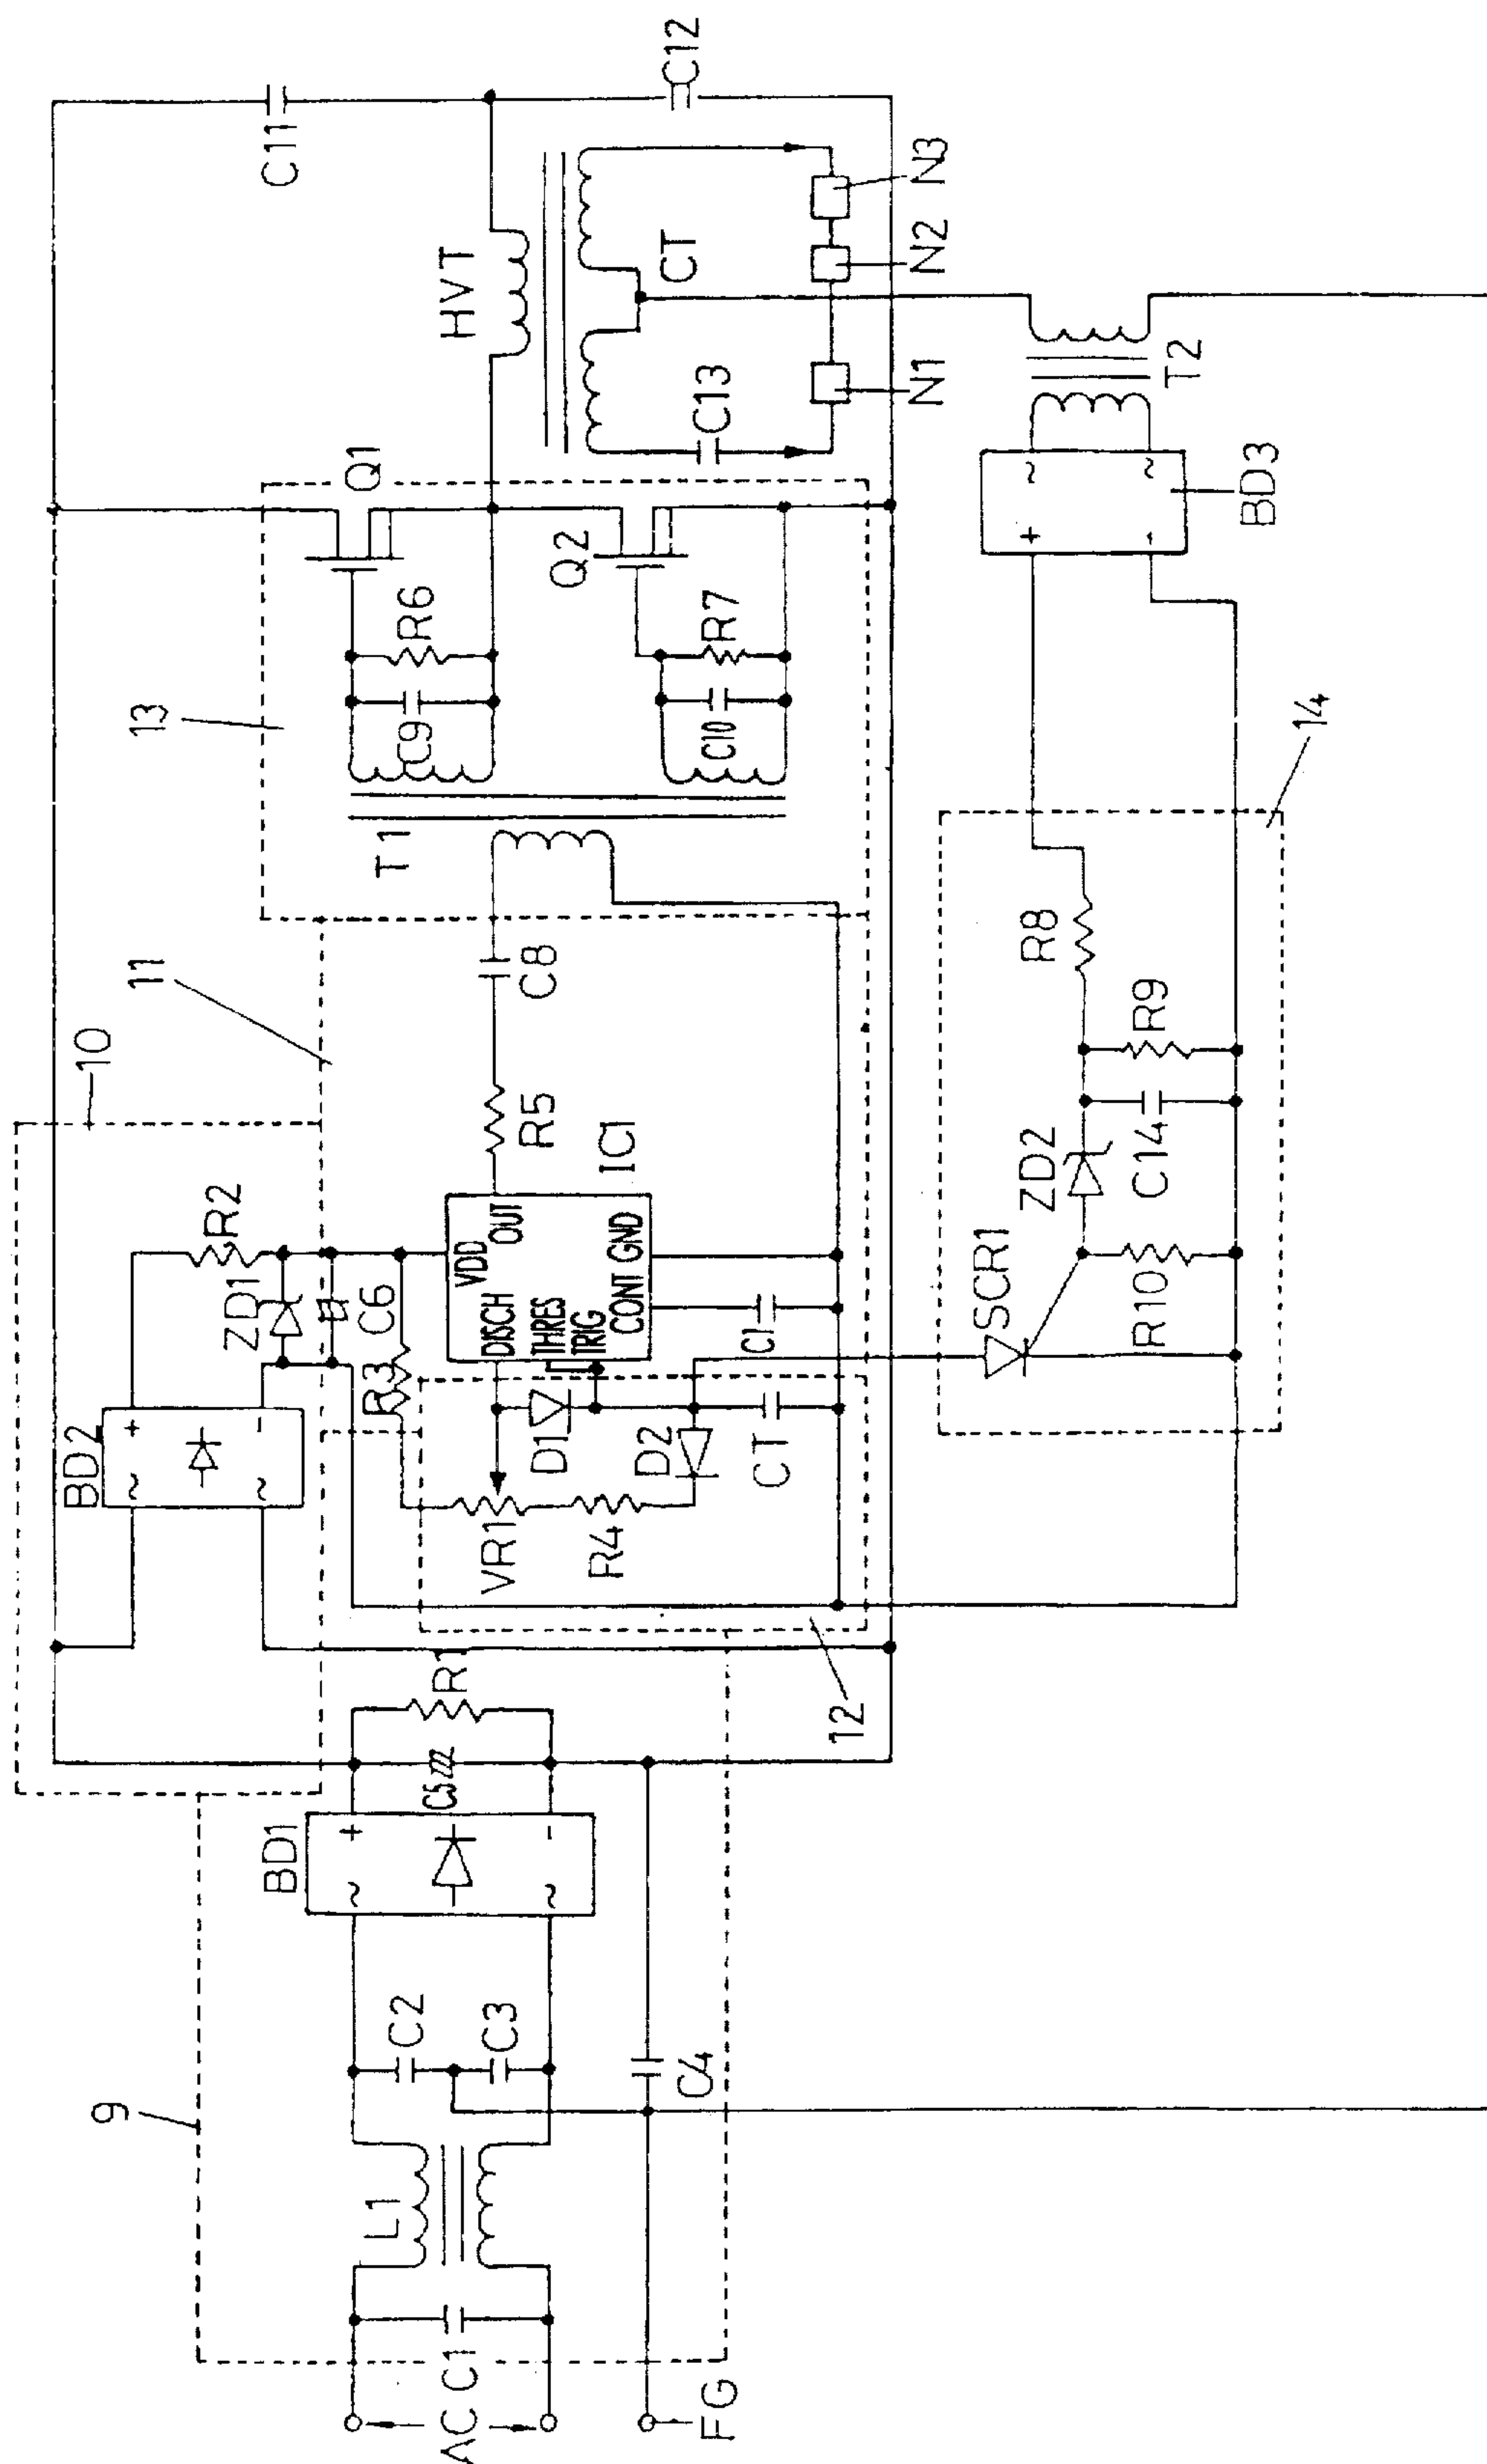 9
AC
FG
C1
L1
C2
C3
C4
BD1
~
~
+
−
C5
R1
10
BD2
~
~
+
−
R2
ZD1
C6
11
R3
VDD
DISCH
OUT
THRES
TRIG
CONT
GND
IC1
C1
R5
C8
12
VR1
R4
D1
D2
CT
13
T1
C9
R6
C10
R7
Q1
Q2
HVT
CT
C11
C12
C13
N1
N2
N3
T2
BD3
~
~
+
-
14
R8
R9
C14
ZD2
R10
SCR1